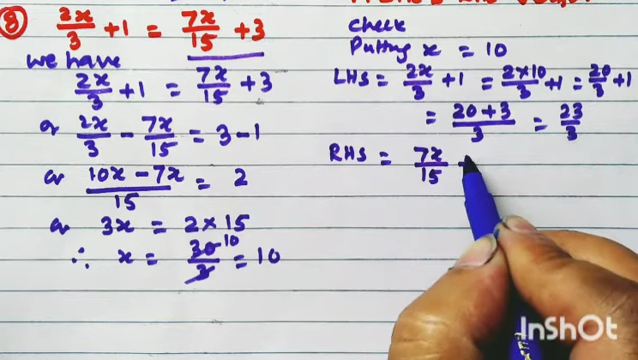 ⑧ 2x/3 + 1 = 7x/15 + 3
we have
2x/3 + 1 = 7x/15 + 3
or 2x/3 - 7x/15 = 3 - 1
or (10x - 7x)/15 = 2
or 3x = 2 × 15
∴ x = 30/3 10 = 10
check
Putting x = 10
LHS = 2x/3 + 1 = (2×10)/3 + 1 = 20/3 + 1
= (20 + 3)/3 = 23/3
RHS = 7x/15
InShOt